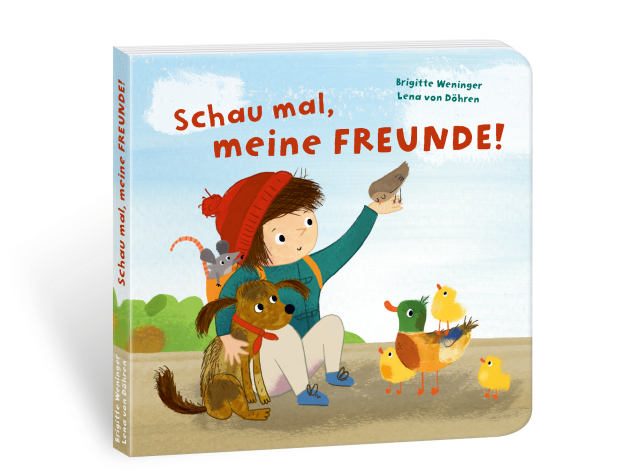 Brigitte Weninger
Lena von Döhren
Schau mal,
meine FREUNDE!
Schau mal, meine FREUNDE!
Brigitte Weninger
Lena von Döhren